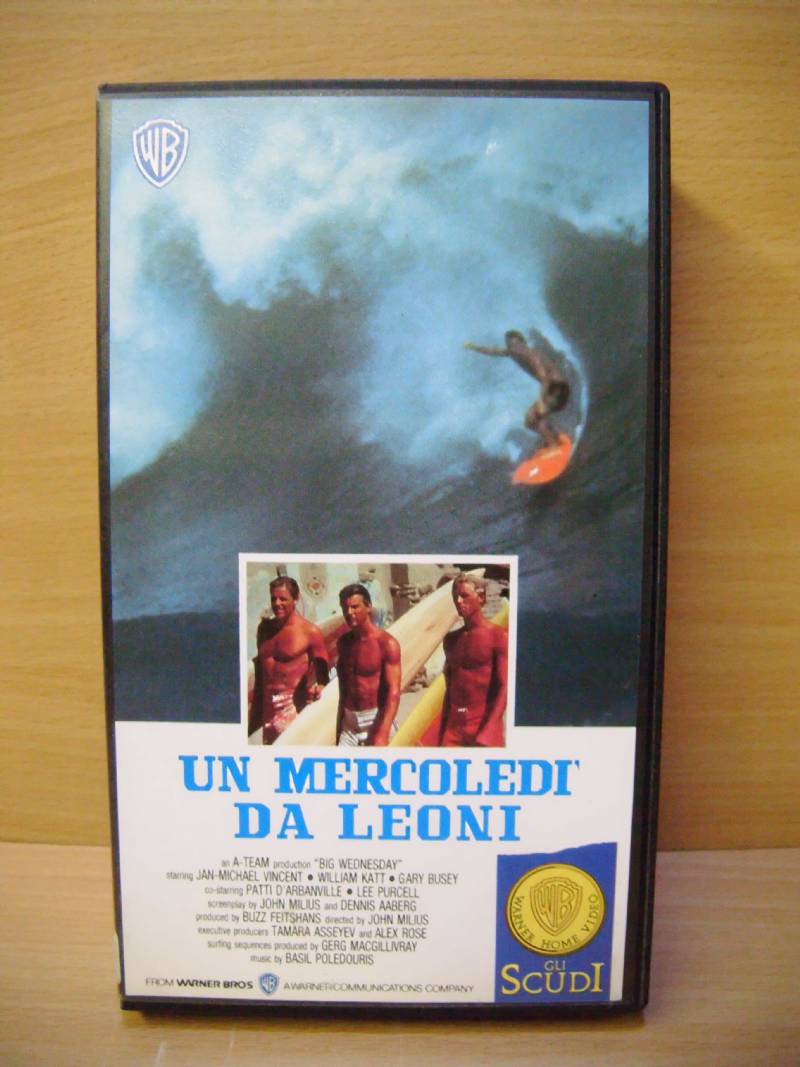 WB
UN MERCOLEDI'
DA LEONI
an A-TEAM production "BIG WEDNESDAY"
starring JAN-MICHAEL VINCENT • WILLIAM KATT • GARY BUSEY
co-starring PATTI D'ARBANVILLE • LEE PURCELL
screenplay by JOHN MILIUS and DENNIS AABERG
produced by BUZZ FEITSHANS directed by JOHN MILIUS
executive producers TAMARA ASSEYEV and ALEX ROSE
surfing sequences produced by GERG MACGILLIVRAY
music by BASIL POLEDOURIS
FROM WARNER BROS WB A WARNER COMMUNICATIONS COMPANY
WB
WARNER HOME VIDEO
GLI
SCUDI